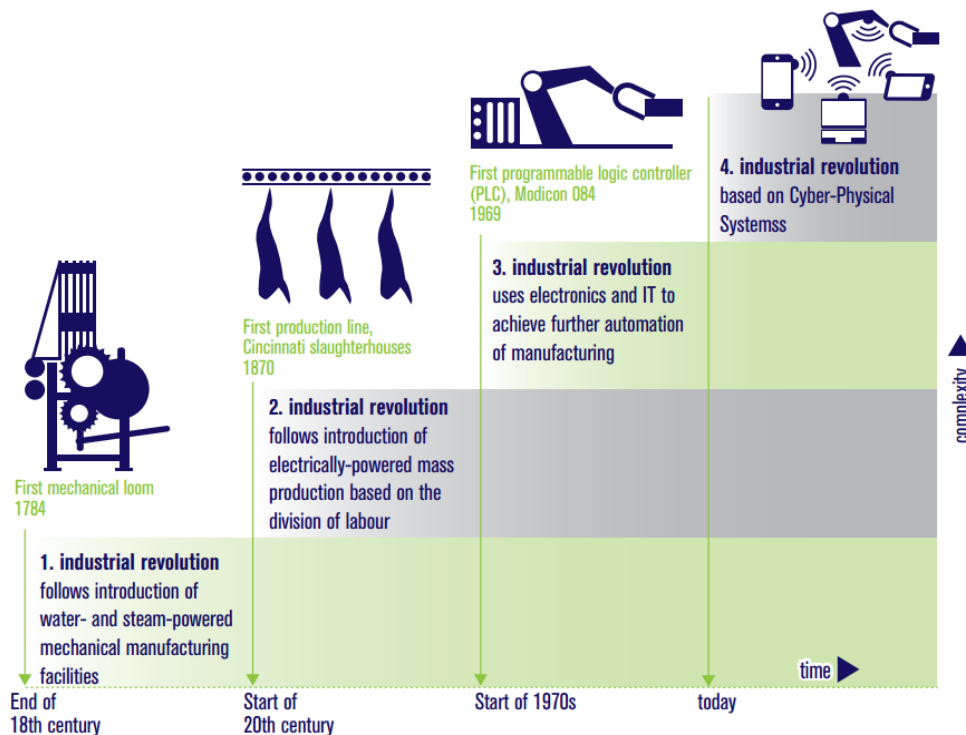 First mechanical loom
1784
1. industrial revolution
follows introduction of
water- and steam-powered
mechanical manufacturing
facilities
End of
18th century
First production line,
Cincinnati slaughterhouses
1870
2. industrial revolution
follows introduction of
electrically-powered mass
production based on the
division of labour
Start of
20th century
First programmable logic controller
(PLC), Modicon 084
1969
3. industrial revolution
uses electronics and IT to
achieve further automation
of manufacturing
Start of 1970s
4. industrial revolution
based on Cyber-Physical
Systemss
today
time
complexity